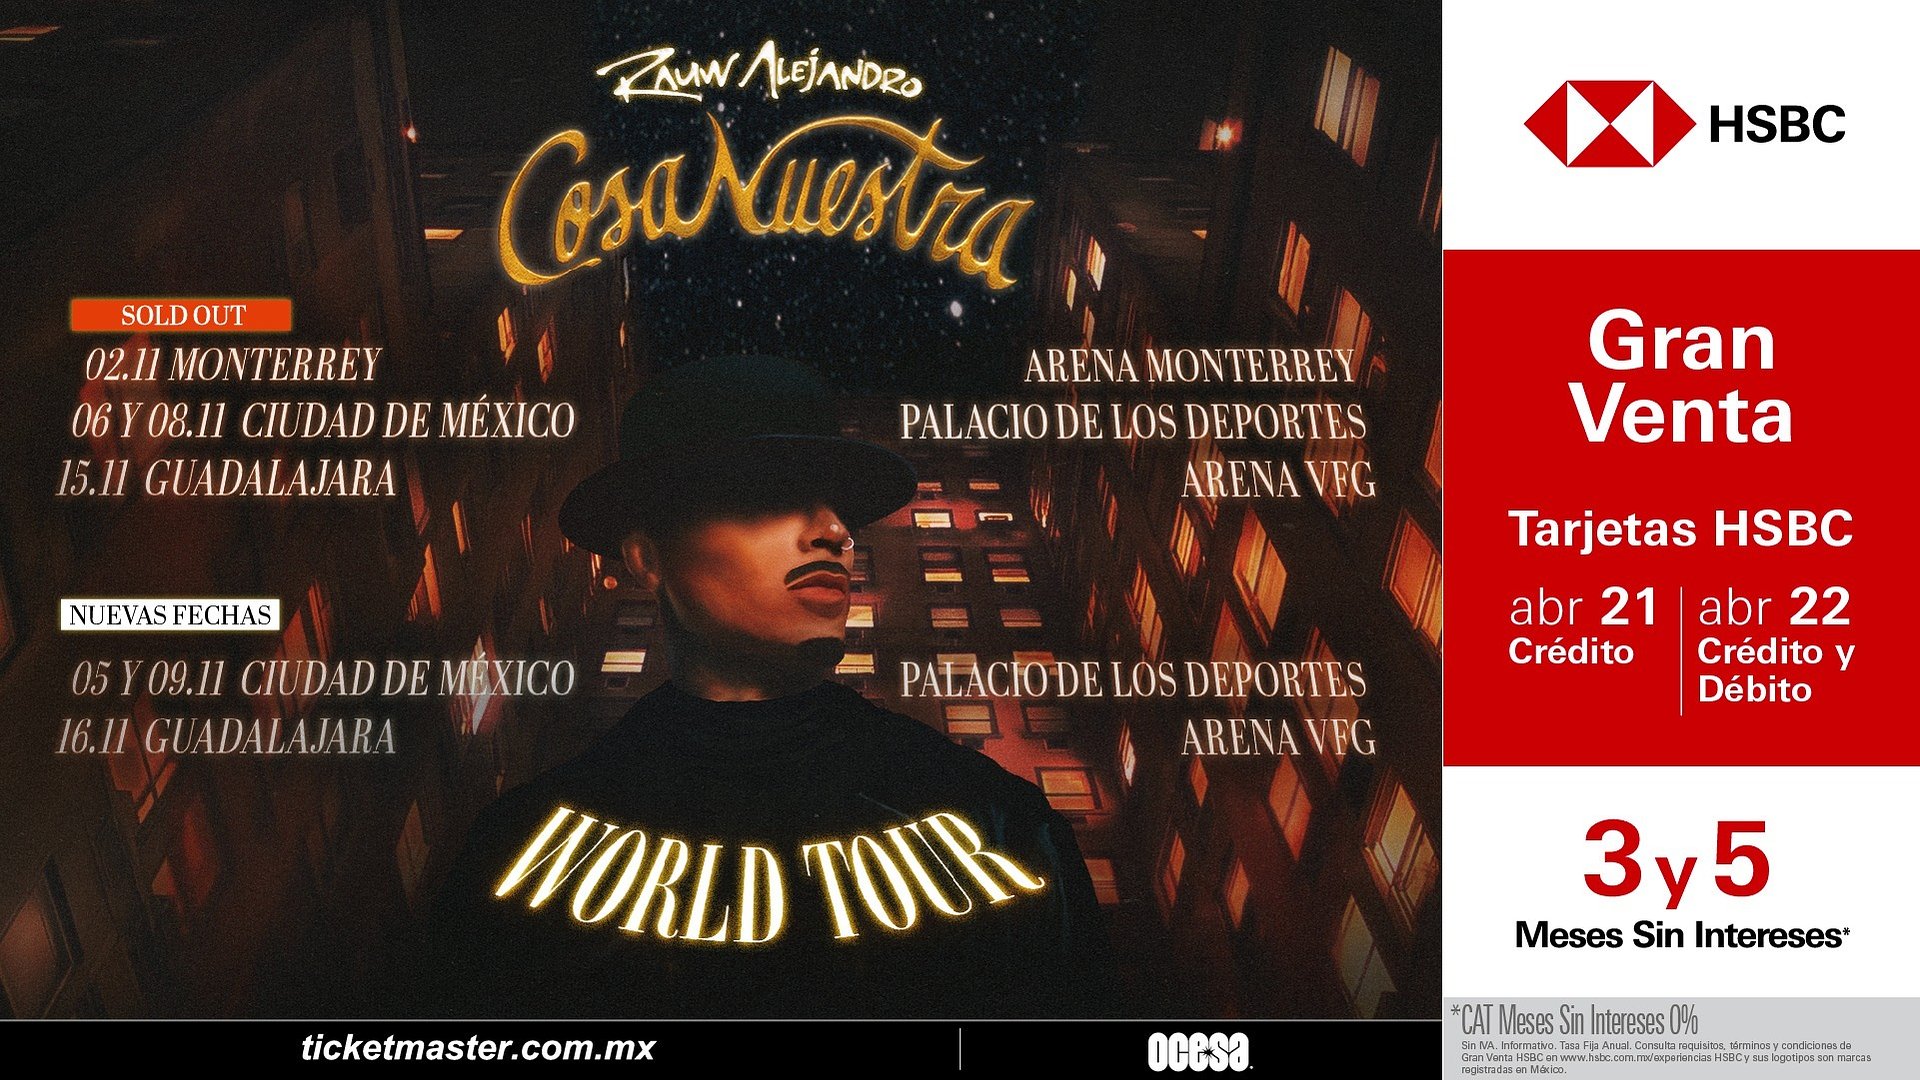 RAUW ALEJANDRO
Cosa Nuestra
SOLD OUT
02.11 MONTERREY ARENA MONTERREY
06 Y 08.11 CIUDAD DE MÉXICO PALACIO DE LOS DEPORTES
15.11 GUADALAJARA ARENA VFG
NUEVAS FECHAS
05 Y 09.11 CIUDAD DE MÉXICO PALACIO DE LOS DEPORTES
16.11 GUADALAJARA ARENA VFG
WORLD TOUR
ticketmaster.com.mx
ocesa
HSBC
Gran
Venta
Tarjetas HSBC
abr 21
Crédito
abr 22
Crédito y
Débito
3 y 5
Meses Sin Intereses*
*CAT Meses Sin Intereses 0%
Sin IVA. Informativo. Tasa Fija Anual. Consulta requisitos, términos y condiciones de
Gran Venta HSBC en www.hsbc.com.mx/experiencias HSBC y sus logotipos son marcas
registradas en México.